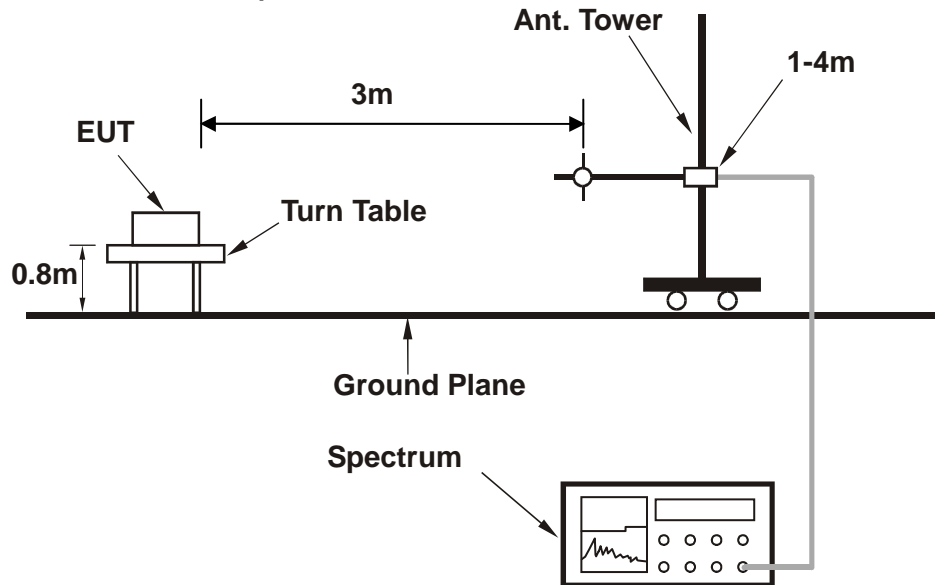 Ant. Tower
1-4m
3m
EUT
Turn Table
0.8m
Ground Plane
Spectrum